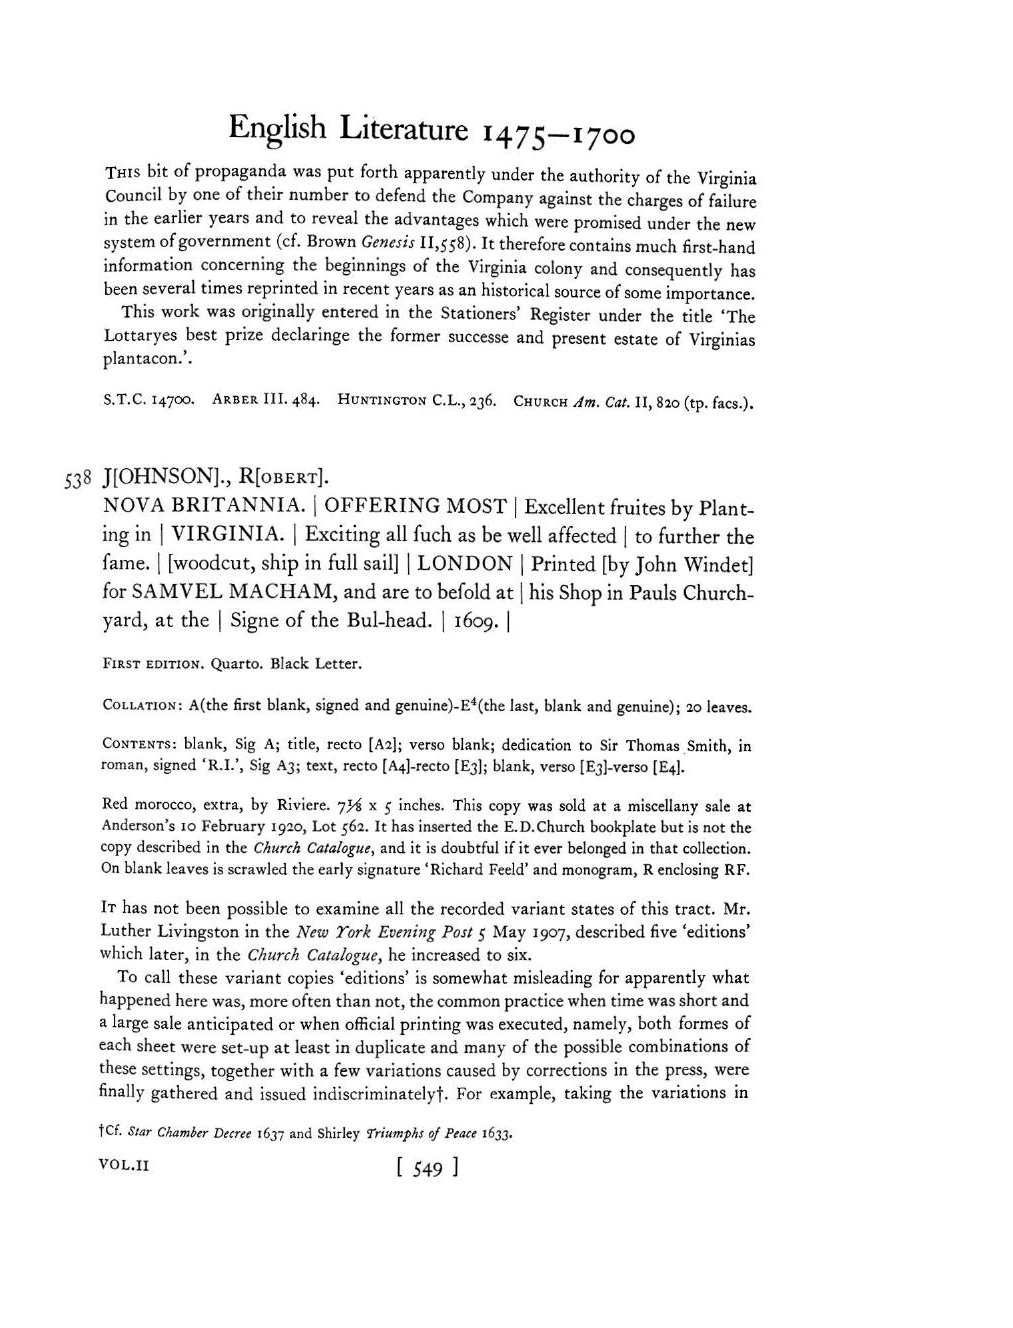 English Literature 1475–1700
THIS bit of propaganda was put forth apparently under the authority of the Virginia
Council by one of their number to defend the Company against the charges of failure
in the earlier years and to reveal the advantages which were promised under the new
system of government (cf. Brown Genesis II,558). It therefore contains much first-hand
information concerning the beginnings of the Virginia colony and consequently has
been several times reprinted in recent years as an historical source of some importance.
This work was originally entered in the Stationers' Register under the title 'The
Lottaryes best prize declaringe the former successe and present estate of Virginias
plantacon.'.
S.T.C. 14700. ARBER III. 484. HUNTINGTON C.L., 236. CHURCH Am. Cat. II, 820 (tp. facs.).
538 J[OHNSON]., R[OBERT].
NOVA BRITANNIA. | OFFERING MOST | Excellent fruites by Plant-
ing in | VIRGINIA. | Exciting all ſuch as be well affected | to further the
ſame. | [woodcut, ship in full sail] | LONDON | Printed [by John Windet]
for SAMVEL MACHAM, and are to beſold at | his Shop in Pauls Church-
yard, at the | Signe of the Bul-head. | 1609. |
FIRST EDITION. Quarto. Black Letter.
COLLATION: A(the first blank, signed and genuine)-E⁴(the last, blank and genuine); 20 leaves.
CONTENTS: blank, Sig A; title, recto [A2]; verso blank; dedication to Sir Thomas Smith, in
roman, signed 'R.I.', Sig A3; text, recto [A4]-recto [E3]; blank, verso [E3]-verso [E4].
Red morocco, extra, by Riviere. 7⅛ x 5 inches. This copy was sold at a miscellany sale at
Anderson's 10 February 1920, Lot 562. It has inserted the E.D.Church bookplate but is not the
copy described in the Church Catalogue, and it is doubtful if it ever belonged in that collection.
On blank leaves is scrawled the early signature 'Richard Feeld' and monogram, R enclosing RF.
IT has not been possible to examine all the recorded variant states of this tract. Mr.
Luther Livingston in the New York Evening Post 5 May 1907, described five 'editions'
which later, in the Church Catalogue, he increased to six.
To call these variant copies 'editions' is somewhat misleading for apparently what
happened here was, more often than not, the common practice when time was short and
a large sale anticipated or when official printing was executed, namely, both formes of
each sheet were set-up at least in duplicate and many of the possible combinations of
these settings, together with a few variations caused by corrections in the press, were
finally gathered and issued indiscriminately†. For example, taking the variations in
†Cf. Star Chamber Decree 1637 and Shirley Triumphs of Peace 1633.
VOL.II [ 549 ]